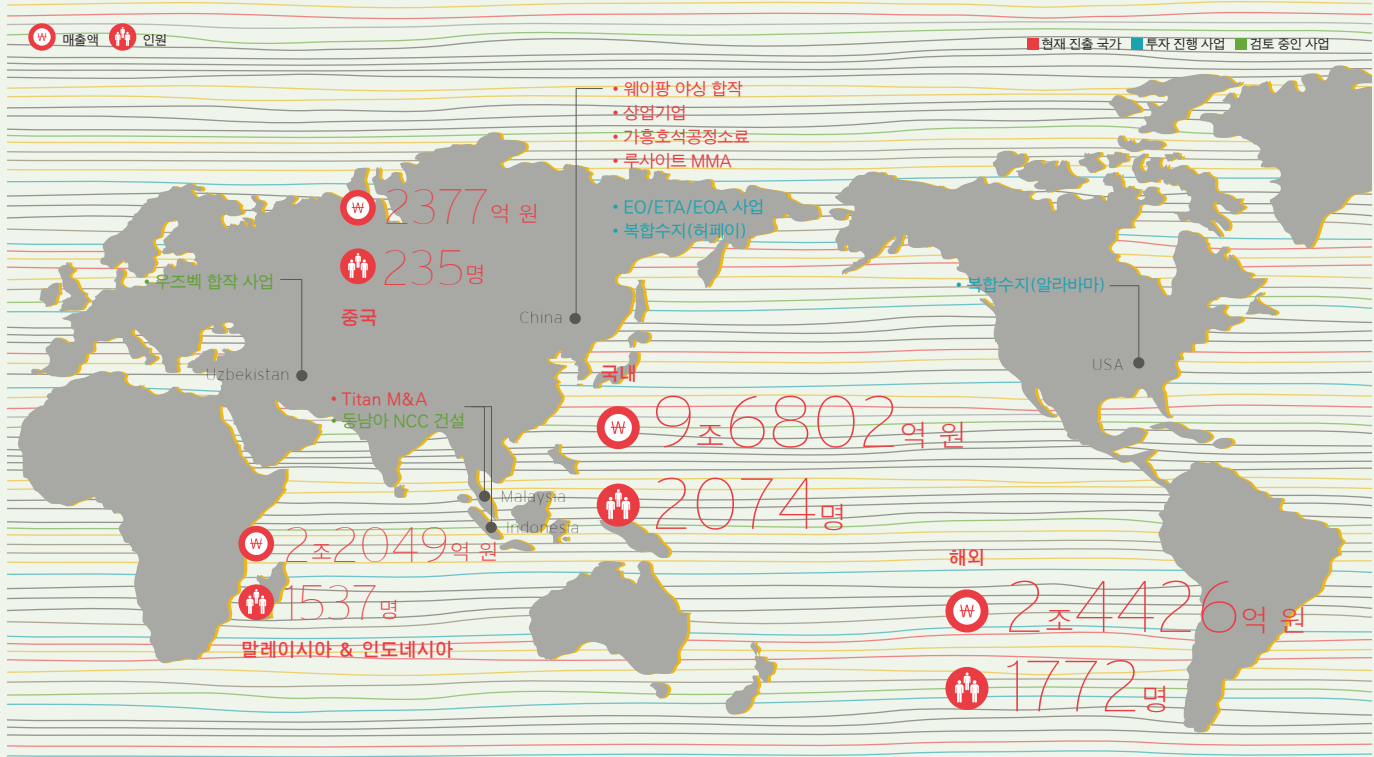 ₩ 매출액 인원
현재 진출 국가 투자 진행 사업 검토 중인 사업
• 웨이팡 야싱 합작
• 상업기업
• 가흥호석공정소료
• 루사이트 MMA
• EO/ETA/EOA 사업
• 복합수지(허페이)
₩ 2377억 원
235명
중국
China
• 우즈벡 합작 사업
Uzbekistan
• 복합수지(알라바마)
USA
• Titan M&A
• 동남아 NCC 건설
Malaysia
Indonesia
국내
₩ 9조6802억 원
2074명
₩ 2조2049억 원
1537명
말레이시아 & 인도네시아
해외
₩ 2조4426억 원
1772명